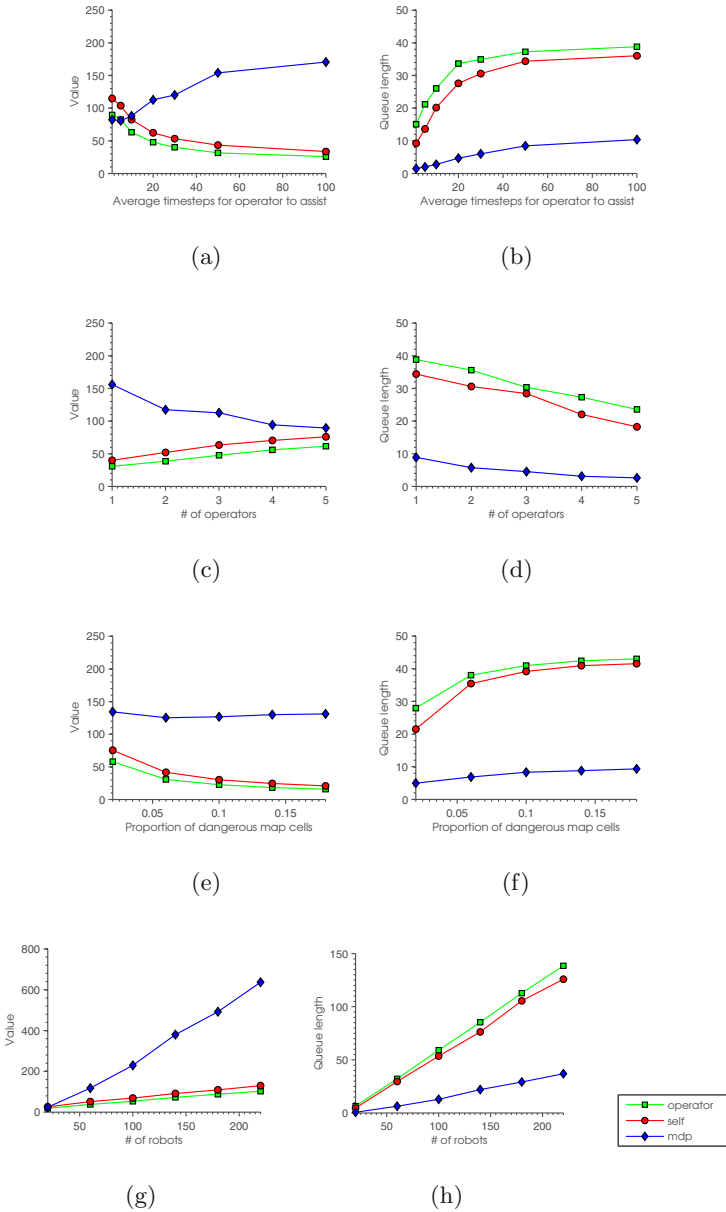 250
200
150
100
50
0
20 40 60 80 100
Value
Average timesteps for operator to assist
(a)
50
40
30
20
10
0
20 40 60 80 100
Queue length
Average timesteps for operator to assist
(b)
250
200
150
100
50
0
1 2 3 4 5
Value
# of operators
(c)
50
40
30
20
10
0
1 2 3 4 5
Queue length
# of operators
(d)
250
200
150
100
50
0
0.05 0.1 0.15
Value
Proportion of dangerous map cells
(e)
50
40
30
20
10
0
0.05 0.1 0.15
Queue length
Proportion of dangerous map cells
(f)
800
600
400
200
0
50 100 150 200
Value
# of robots
(g)
150
100
50
0
50 100 150 200
Queue length
# of robots
(h)
operator
self
mdp